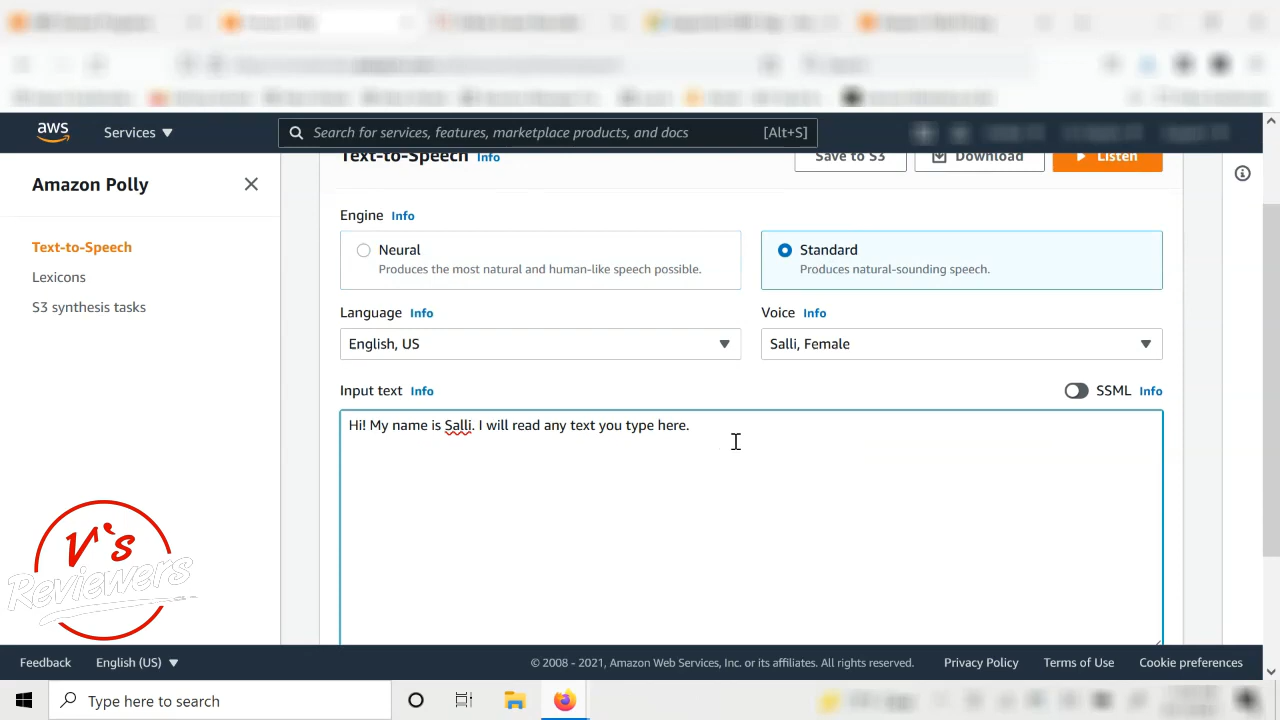 aws
Services
Search for services, features, marketplace products, and docs
[Alt+S]
Amazon Polly
Text-to-Speech
Lexicons
S3 synthesis tasks
Text-to-Speech Info
Save to S3
Download
Listen
Engine Info
Neural
Produces the most natural and human-like speech possible.
Standard
Produces natural-sounding speech.
Language Info
English, US
Voice Info
Salli, Female
Input text Info
SSML Info
Hi! My name is Salli. I will read any text you type here.
V's
Reviewers
Feedback
English (US)
© 2008 - 2021, Amazon Web Services, Inc. or its affiliates. All rights reserved.
Privacy Policy
Terms of Use
Cookie preferences
Type here to search